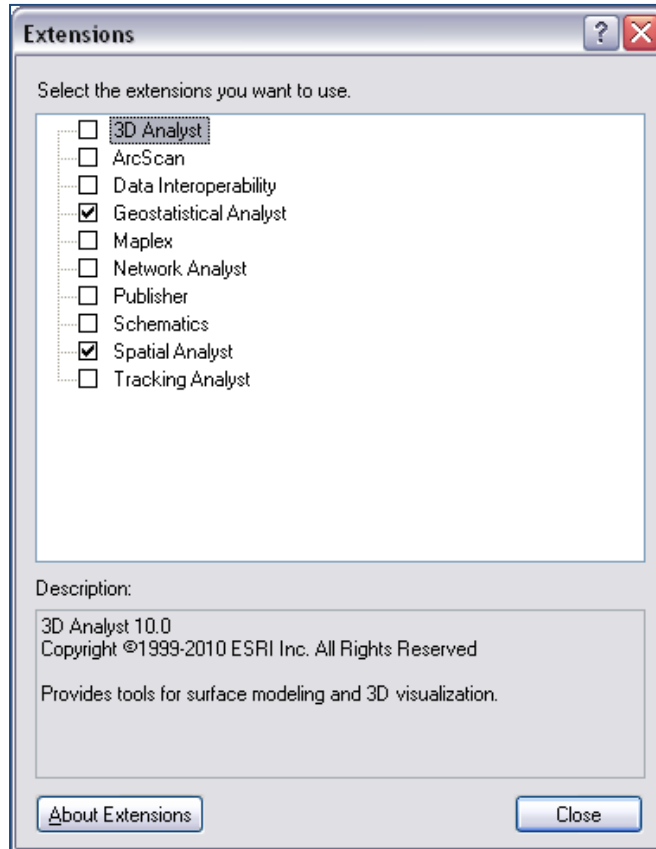 Extensions
Select the extensions you want to use.
3D Analyst
ArcScan
Data Interoperability
Geostatistical Analyst
Maplex
Network Analyst
Publisher
Schematics
Spatial Analyst
Tracking Analyst
Description:
3D Analyst 10.0
Copyright ©1999-2010 ESRI Inc. All Rights Reserved
Provides tools for surface modeling and 3D visualization.
About Extensions
Close